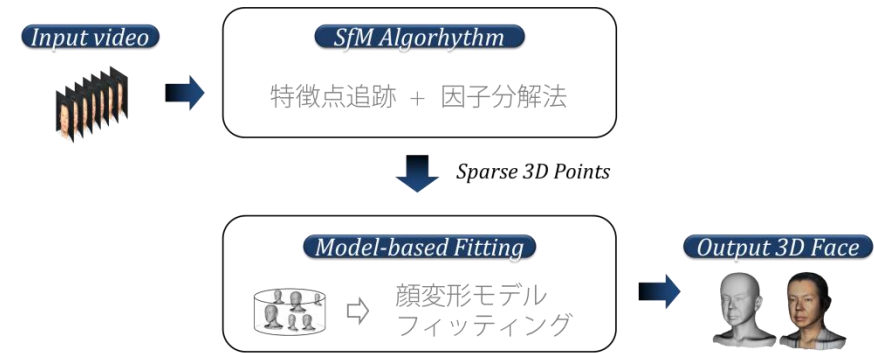 Input video
SfM Algorhythm
特徴点追跡 + 因子分解法
Sparse 3D Points
Model-based Fitting
顔変形モデル
フィッティング
Output 3D Face